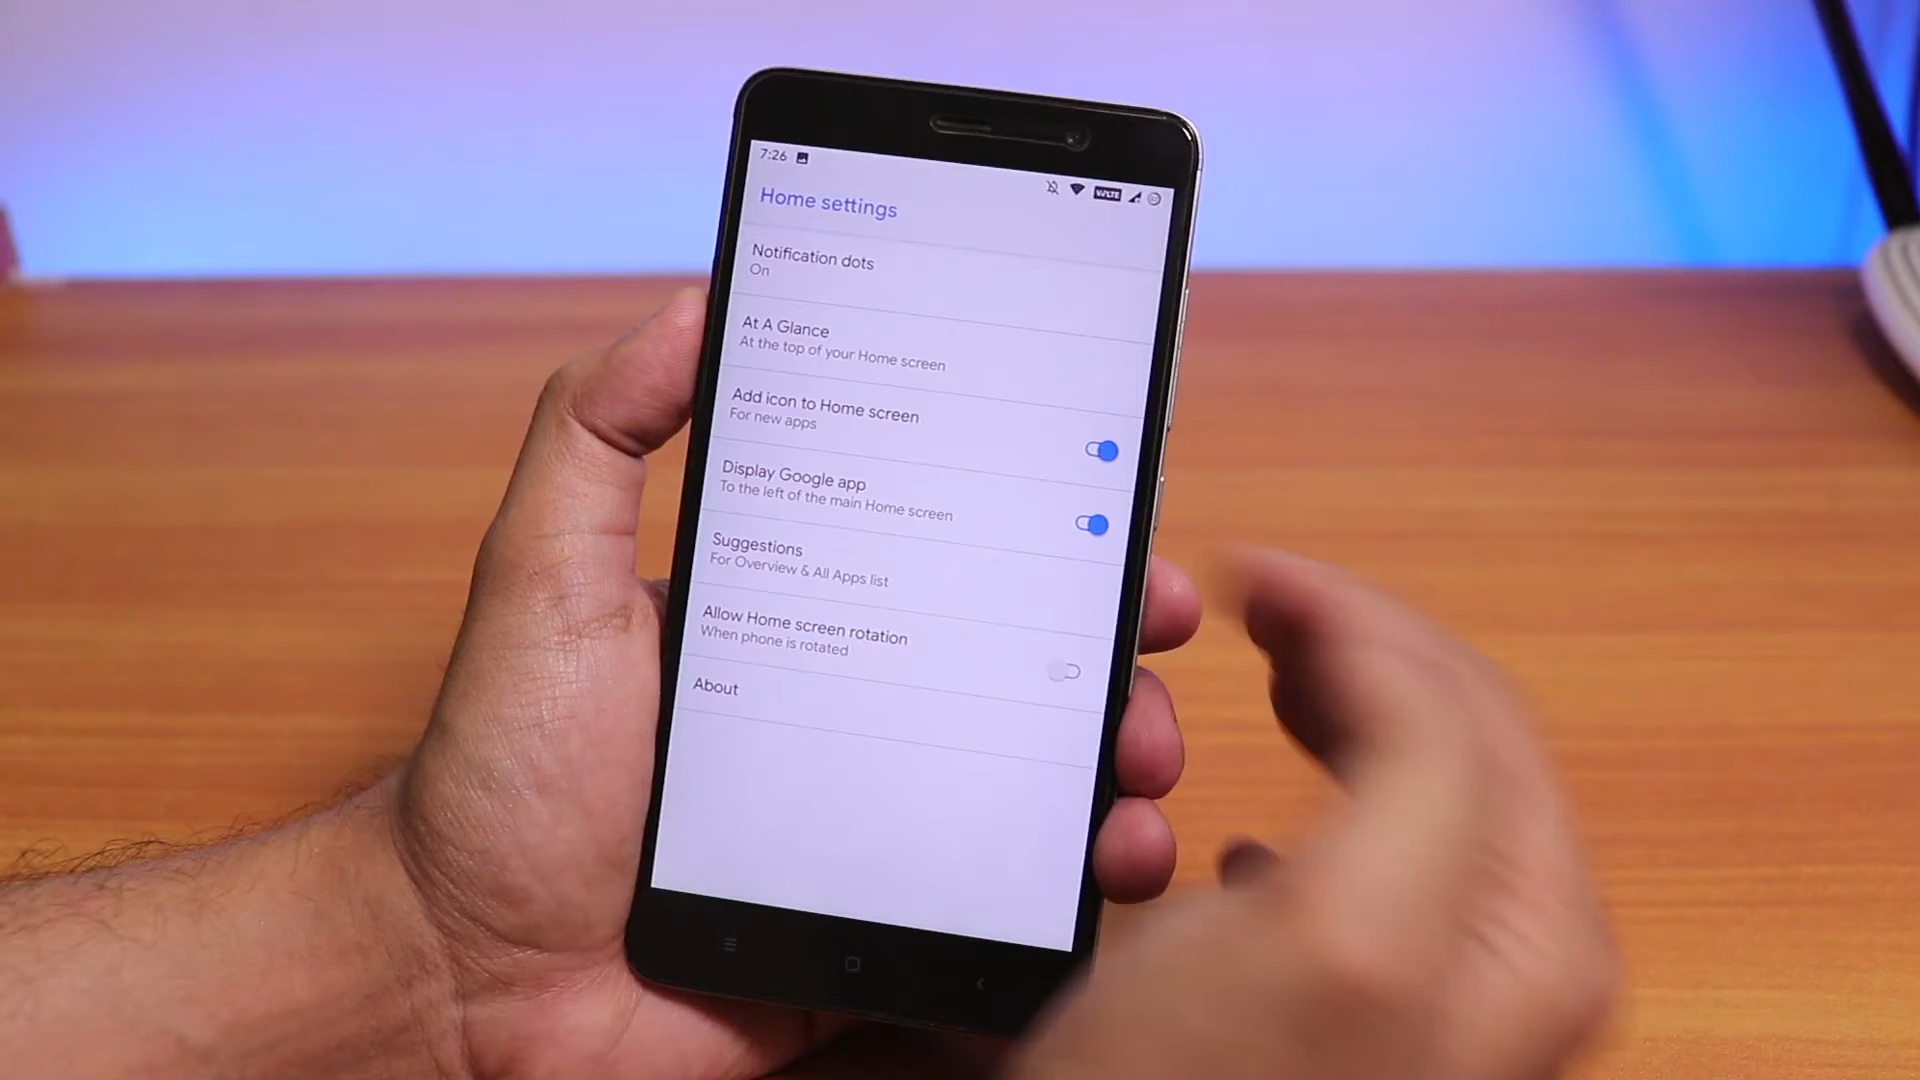 7:26
VoLTE
Home settings
Notification dots
On
At A Glance
At the top of your Home screen
Add icon to Home screen
For new apps
Display Google app
To the left of the main Home screen
Suggestions
For Overview & All Apps list
Allow Home screen rotation
When phone is rotated
About